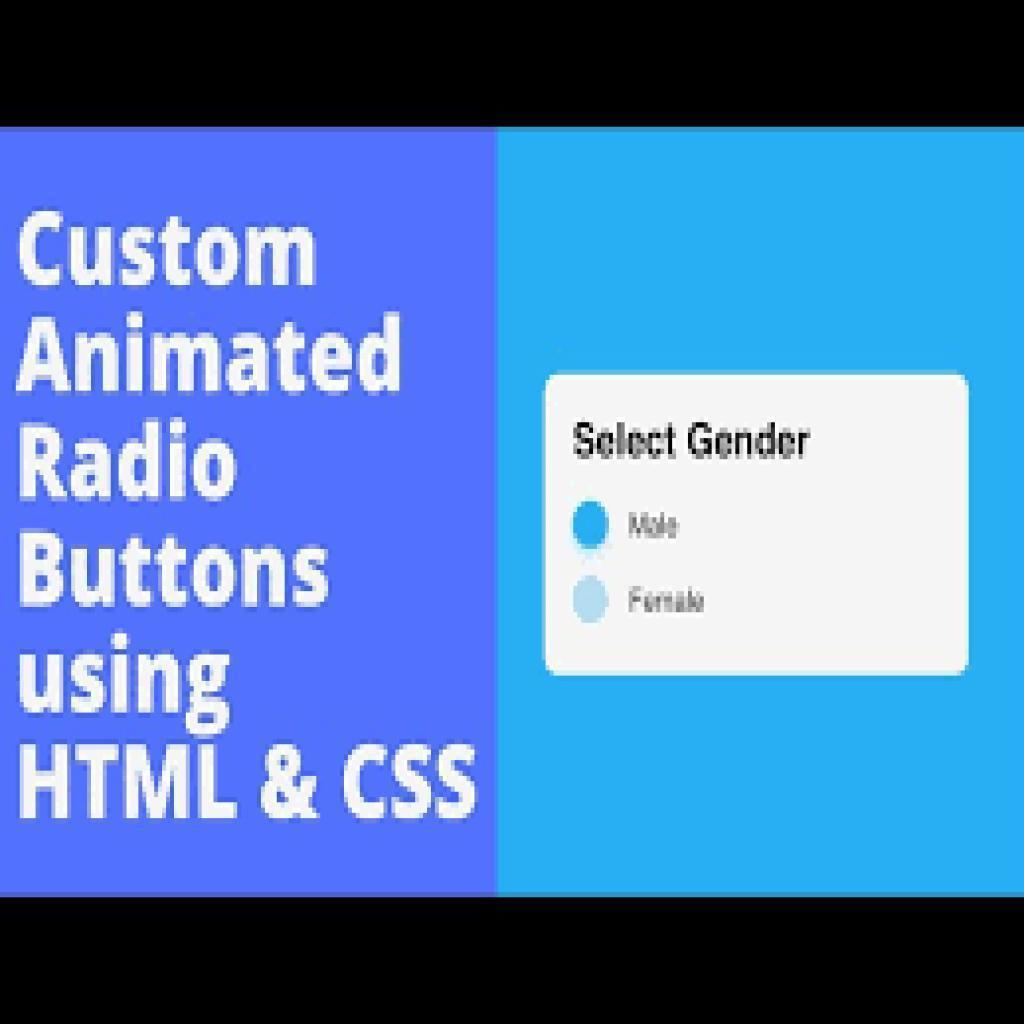 Custom
Animated
Radio
Buttons
using
HTML & CSS
Select Gender
Male
Female